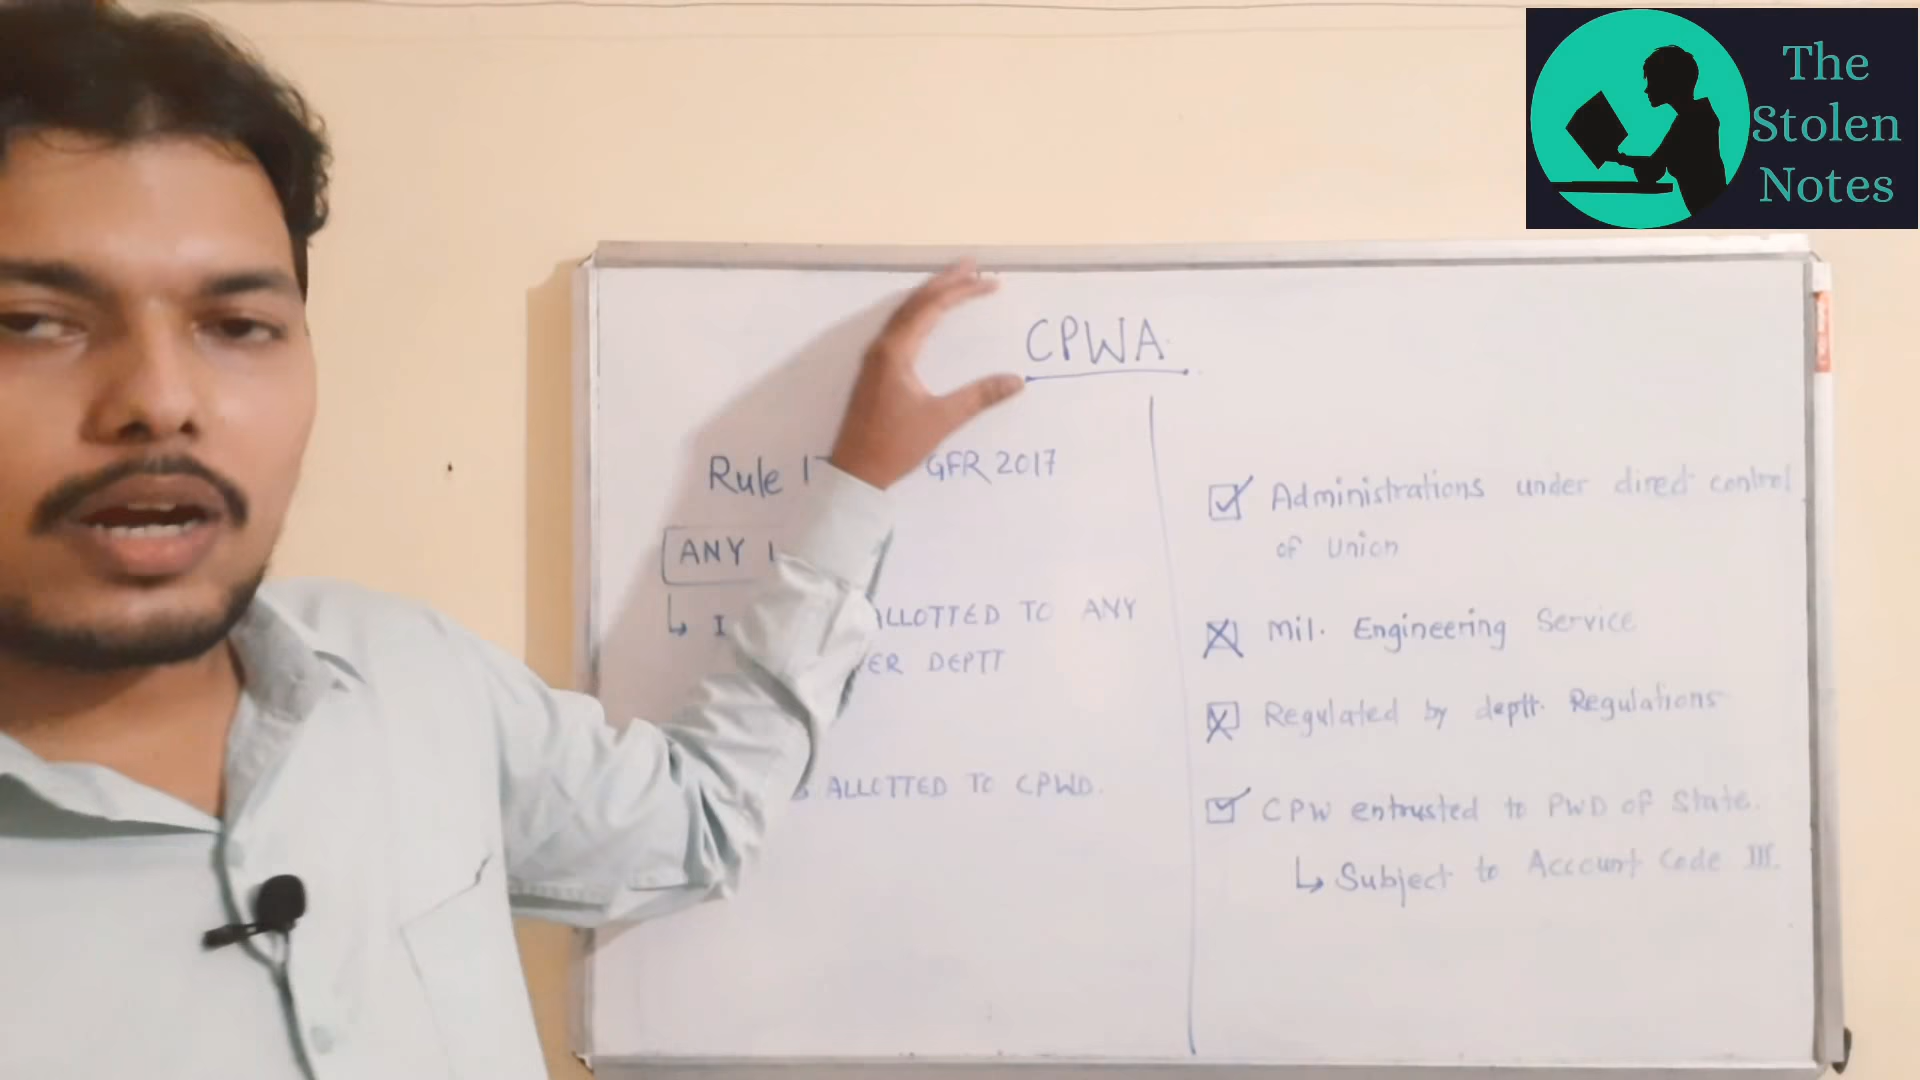 The
Stolen
Notes
CPWA
Rule GFR 2017
ANY
ALLOTTED TO ANY
DEPTT
ALLOTTED TO CPWD.
Administrations under direct control
of Union
Mil. Engineering Service
Regulated by deptt. Regulations
CPW entrusted to PWD of State.
↳ Subject to Account Code III.